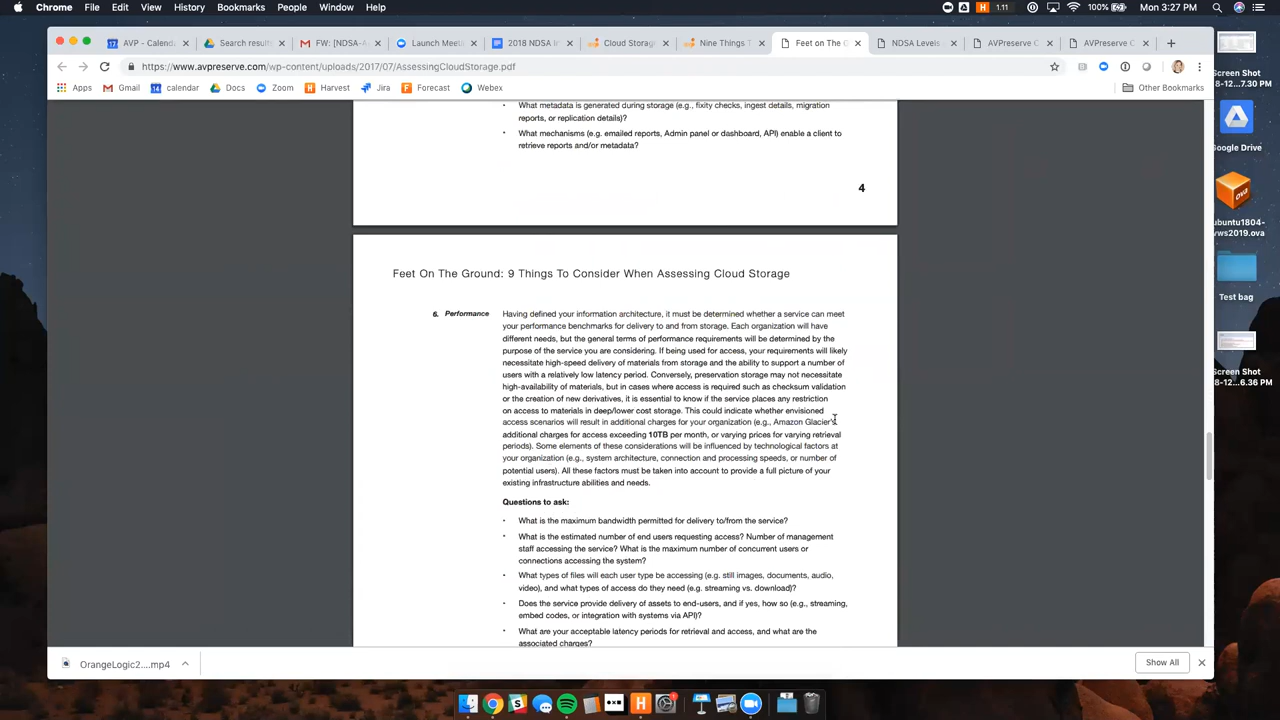 Chrome File Edit View History Bookmarks People Window Help
1.11 100% Mon 3:27 PM
AVP - Calend
Search result
FW: [NDSA-
Launch Meet
2016 NDSA
Cloud Storag
Nine Things T
Feet on The G
NDSA Levels
AVPreserve C
AVPreserve C
https://www.avpreserve.com/wp-content/uploads/2017/07/AssessingCloudStorage.pdf
Apps Gmail calendar Docs Zoom Harvest Jira Forecast Webex Other Bookmarks
What metadata is generated during storage (e.g., fixity checks, ingest details, migration
reports, or replication details)?
What mechanisms (e.g. emailed reports, Admin panel or dashboard, API) enable a client to
retrieve reports and/or metadata?
4
Feet On The Ground: 9 Things To Consider When Assessing Cloud Storage
6. Performance
Having defined your information architecture, it must be determined whether a service can meet
your performance benchmarks for delivery to and from storage. Each organization will have
different needs, but the general terms of performance requirements will be determined by the
purpose of the service you are considering. If being used for access, your requirements will likely
necessitate high-speed delivery of materials from storage and the ability to support a number of
users with a relatively low latency period. Conversely, preservation storage may not necessitate
high-availability of materials, but in cases where access is required such as checksum validation
or the creation of new derivatives, it is essential to know if the service places any restriction
on access to materials in deep/lower cost storage. This could indicate whether envisioned
access scenarios will result in additional charges for your organization (e.g., Amazon Glacier's
additional charges for access exceeding 10TB per month, or varying prices for varying retrieval
periods). Some elements of these considerations will be influenced by technological factors at
your organization (e.g., system architecture, connection and processing speeds, or number of
potential users). All these factors must be taken into account to provide a full picture of your
existing infrastructure abilities and needs.
Questions to ask:
What is the maximum bandwidth permitted for delivery to/from the service?
What is the estimated number of end users requesting access? Number of management
staff accessing the service? What is the maximum number of concurrent users or
connections accessing the system?
What types of files will each user type be accessing (e.g. still images, documents, audio,
video), and what types of access do they need (e.g. streaming vs. download)?
Does the service provide delivery of assets to end-users, and if yes, how so (e.g., streaming,
embed codes, or integration with systems via API)?
What are your acceptable latency periods for retrieval and access, and what are the
associated charges?
OrangeLogic2....mp4
Show All
Screen Shot
8-12...7.30 PM
oogle Drive
OVA
ubuntu1804-
ws2019.ova
Test bag
Screen Shot
8-12...6.36 PM